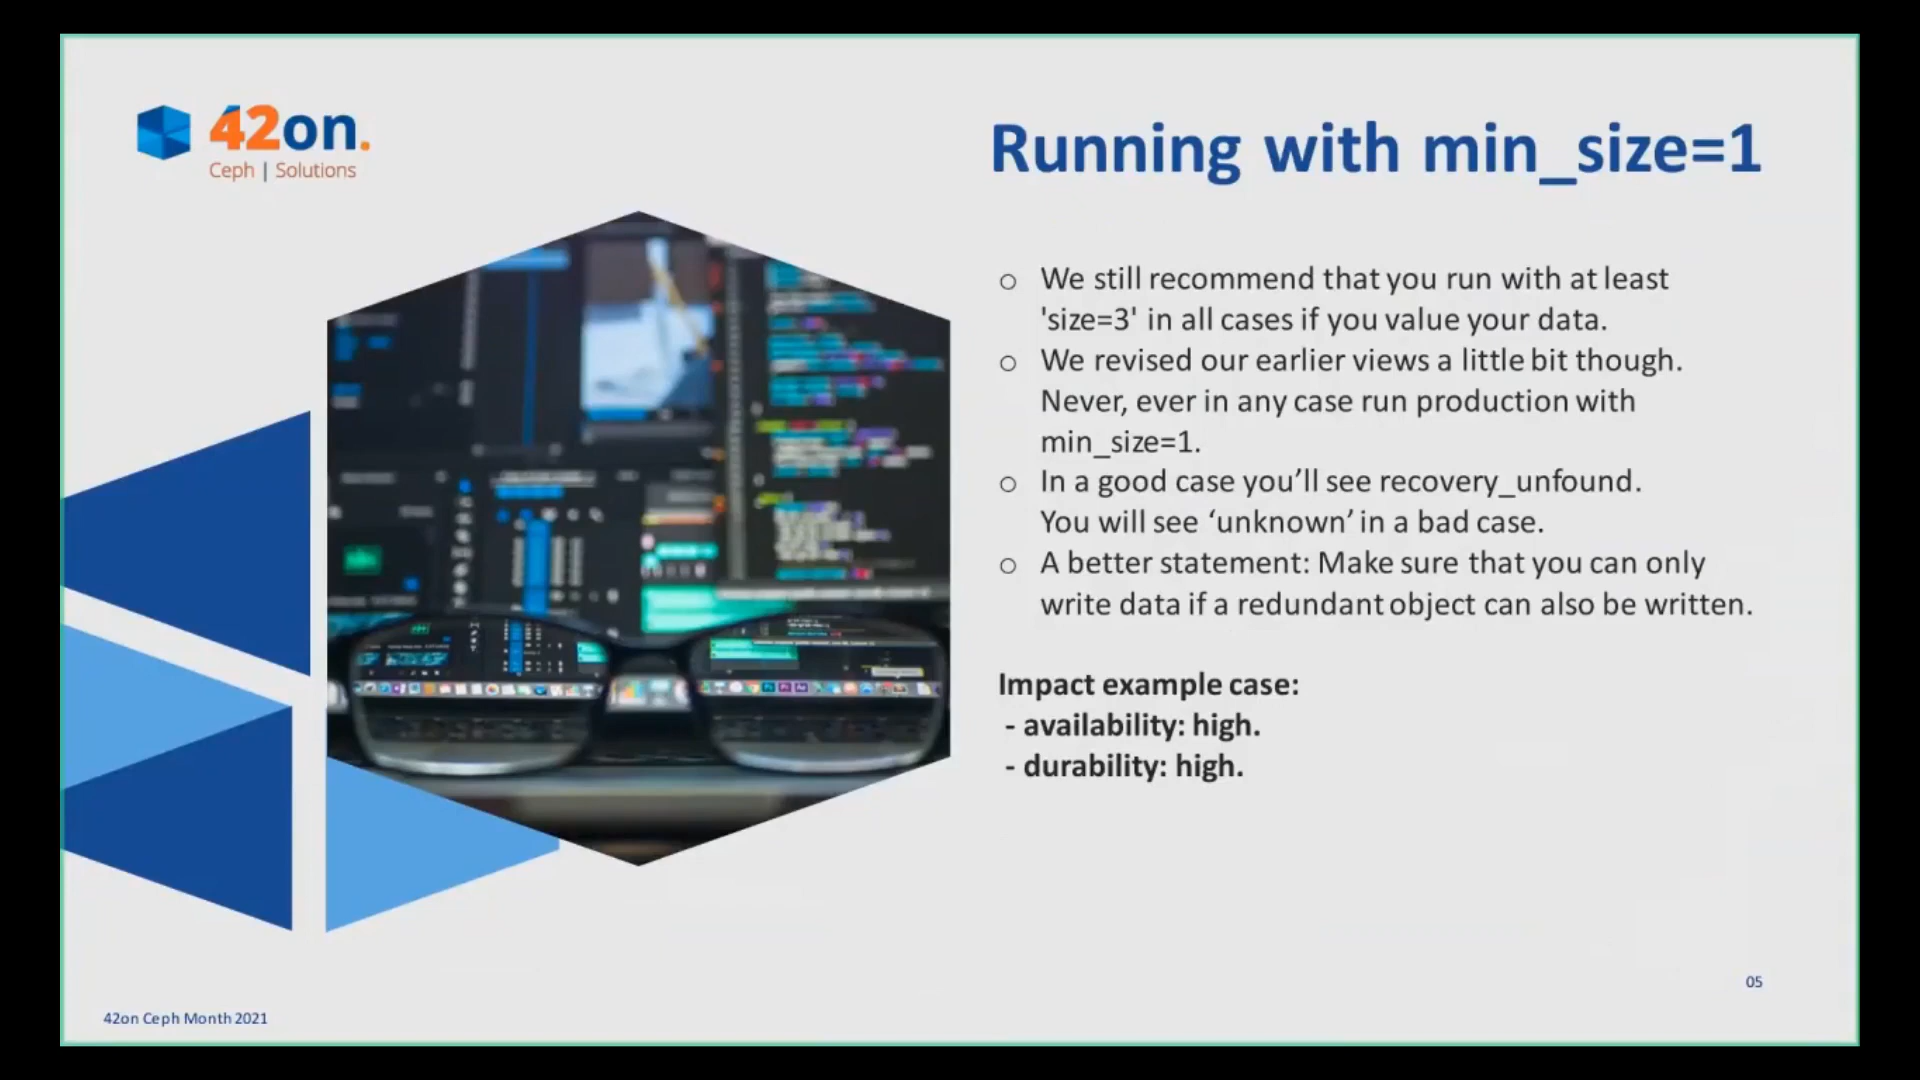 42on.
Ceph | Solutions
Running with min_size=1
o We still recommend that you run with at least
'size=3' in all cases if you value your data.
o We revised our earlier views a little bit though.
Never, ever in any case run production with
min_size=1.
o In a good case you’ll see recovery_unfound.
You will see ‘unknown’ in a bad case.
o A better statement: Make sure that you can only
write data if a redundant object can also be written.
Impact example case:
- availability: high.
- durability: high.
05
42on Ceph Month 2021